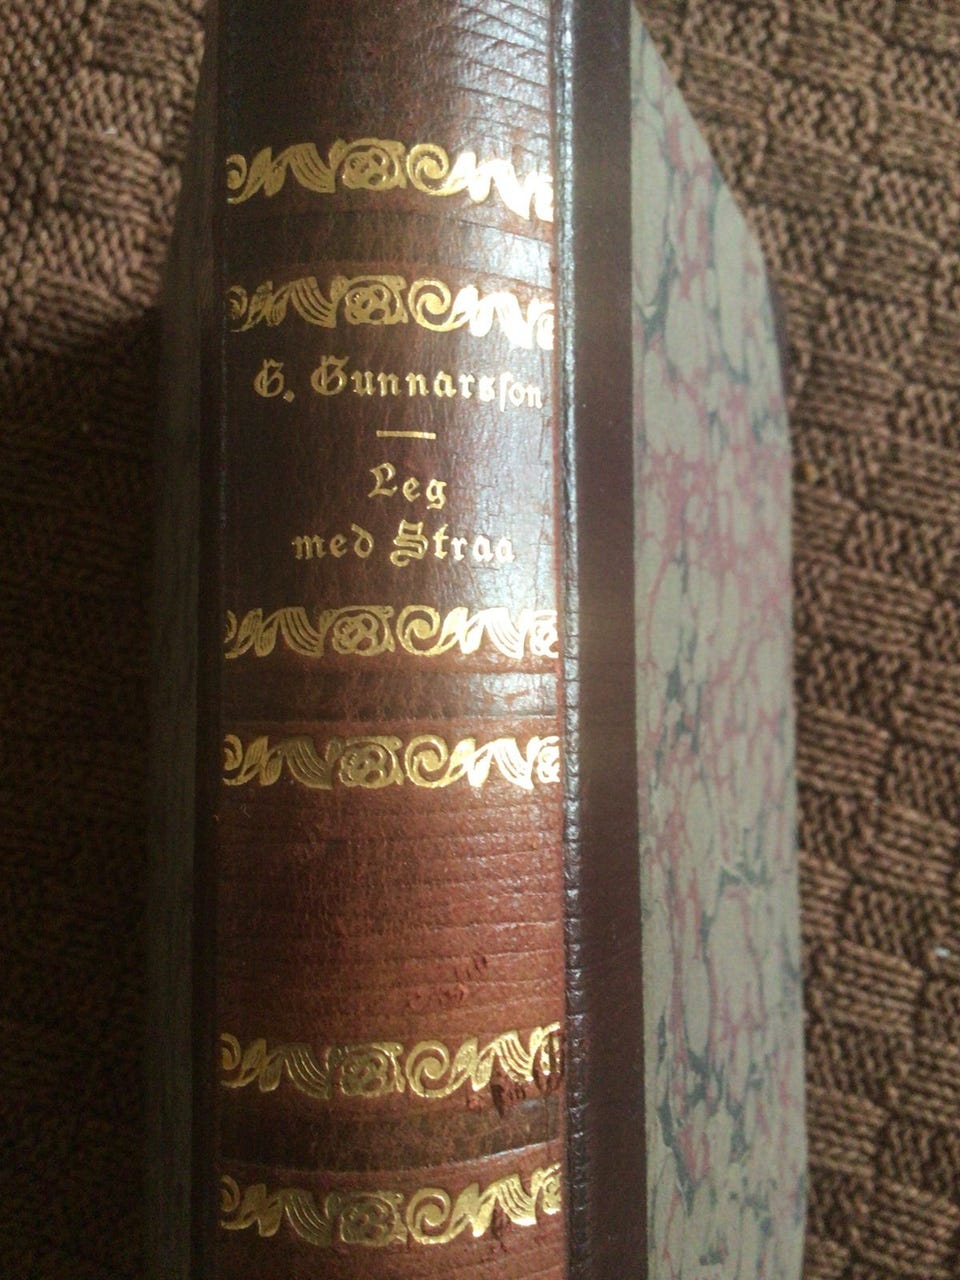 G. Gunnarsson
Leg
med Straa